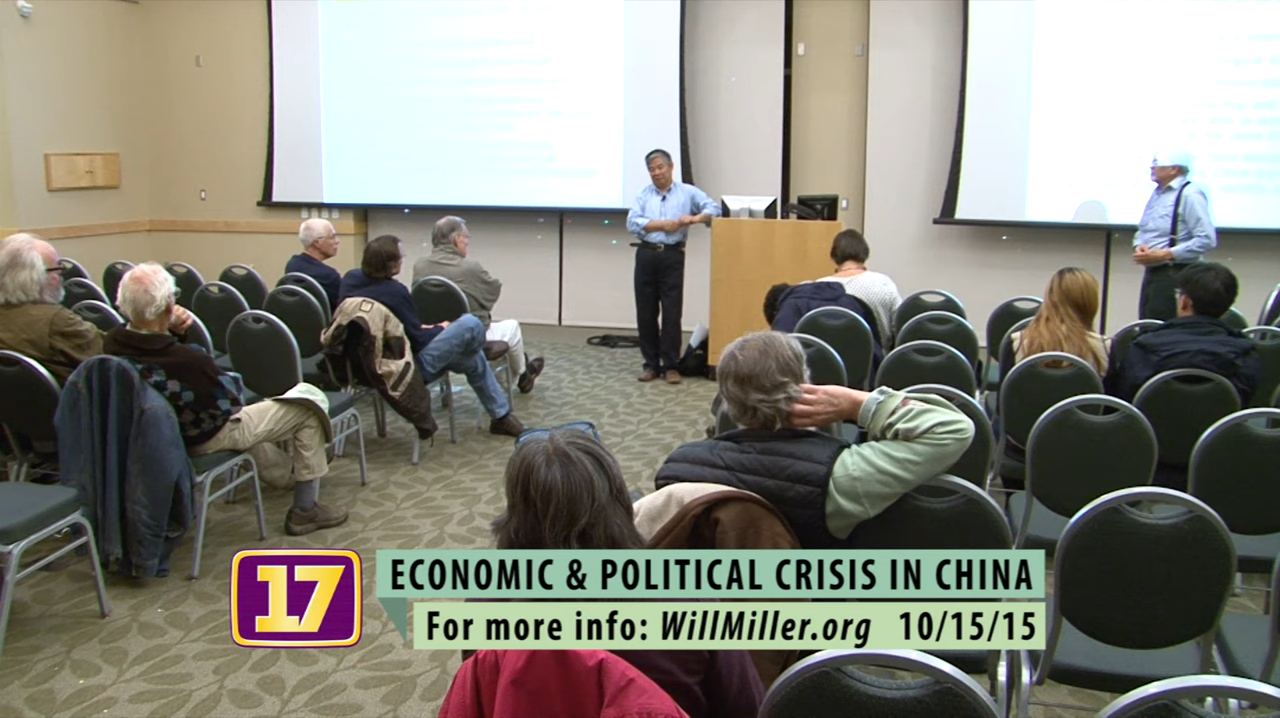 17
ECONOMIC & POLITICAL CRISIS IN CHINA
For more info: WillMiller.org 10/15/15